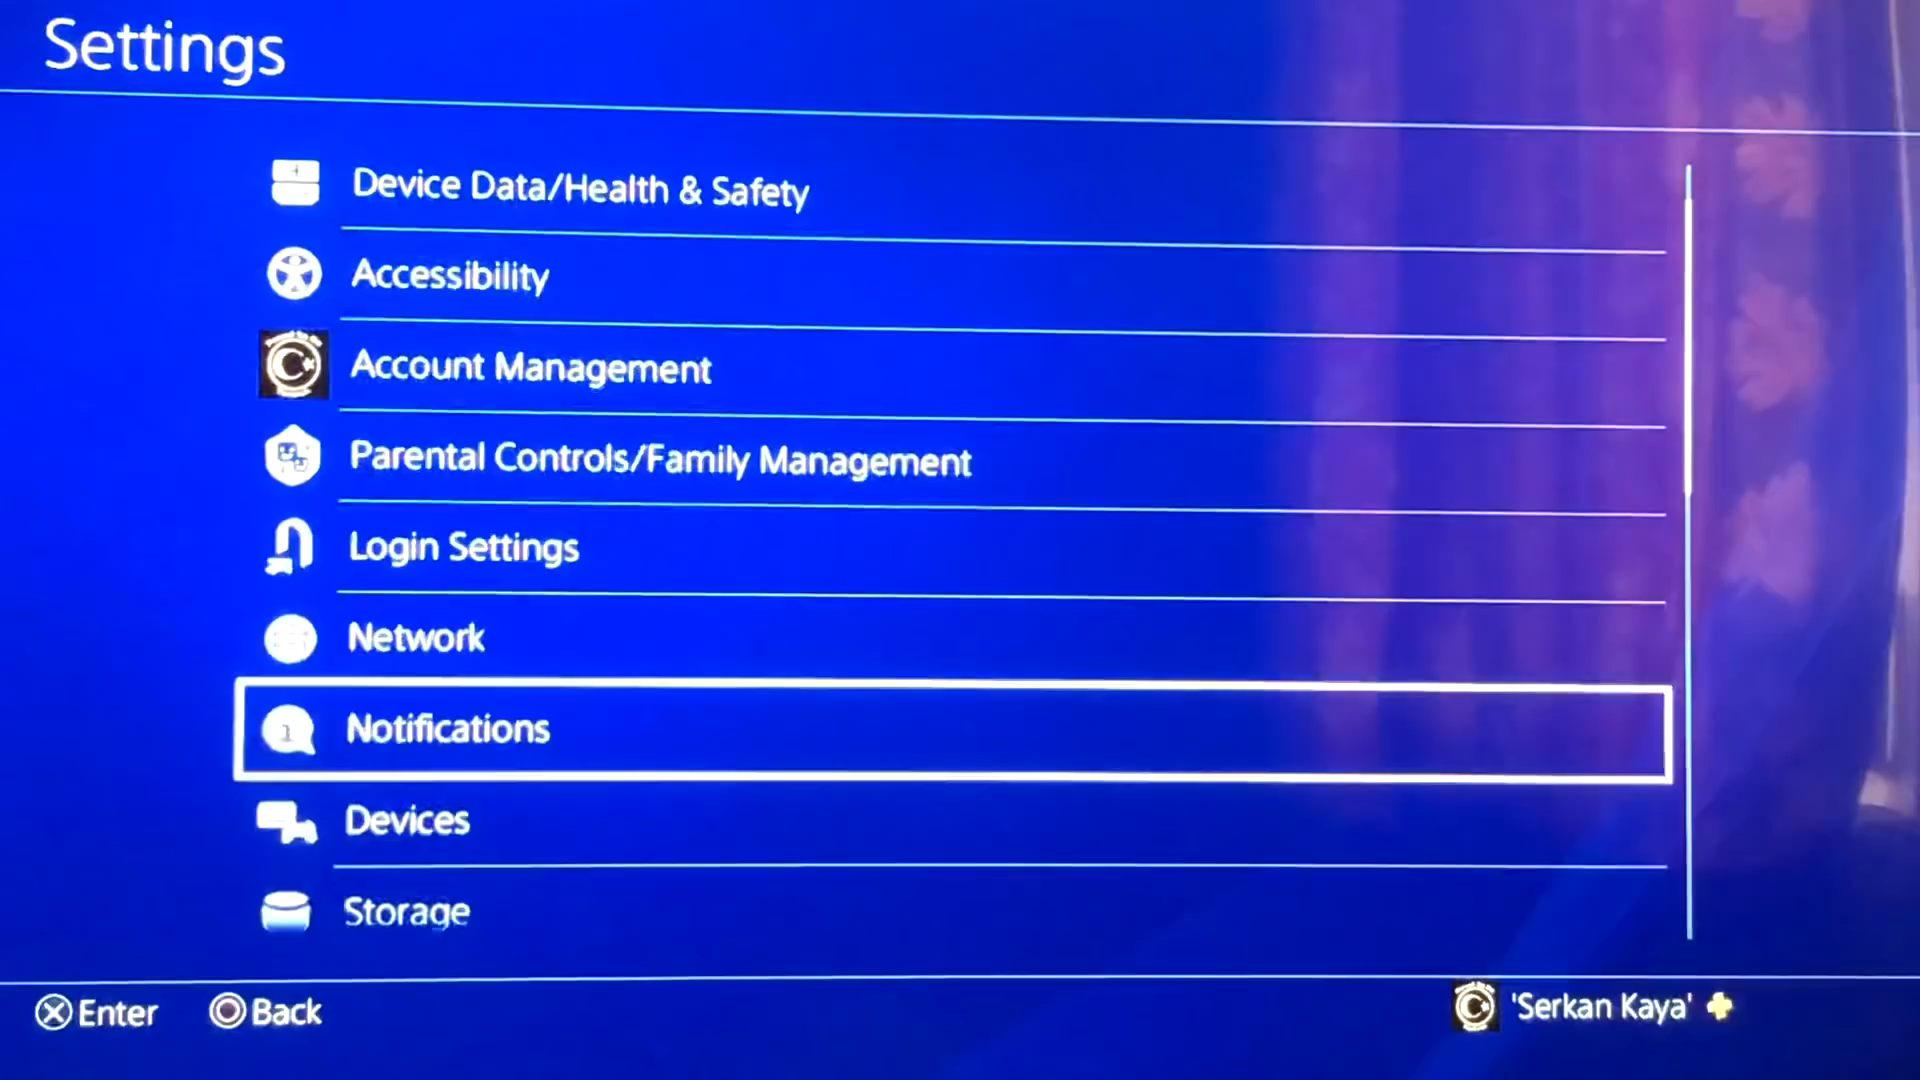 Settings
Device Data/Health & Safety
Accessibility
Account Management
Parental Controls/Family Management
Login Settings
Network
Notifications
Devices
Storage
Enter Back 'Serkan Kaya'